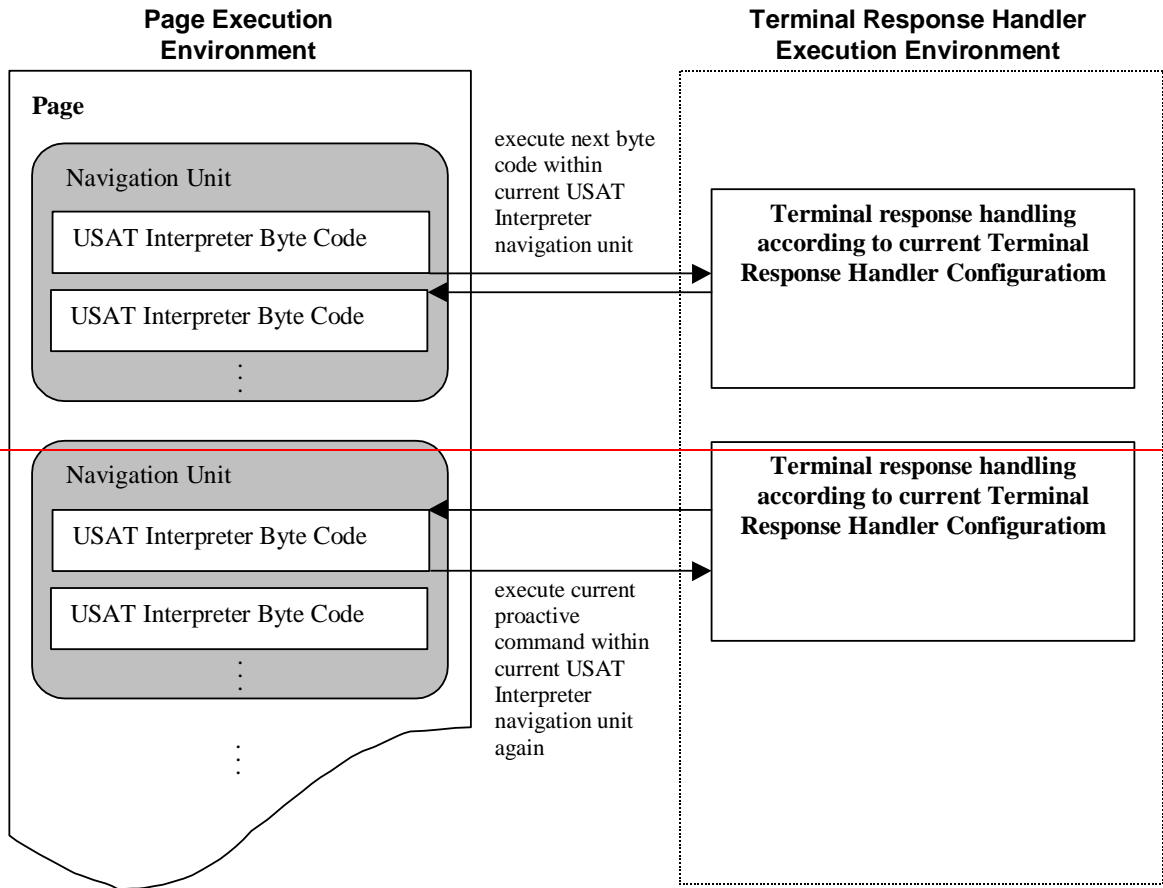 Page Execution
Environment
Terminal Response Handler
Execution Environment
Page
Navigation Unit
USAT Interpreter Byte Code
USAT Interpreter Byte Code
execute next byte
code within
current USAT
Interpreter
navigation unit
Terminal response handling
according to current Terminal
Response Handler Configuratiom
Navigation Unit
USAT Interpreter Byte Code
USAT Interpreter Byte Code
execute current
proactive
command within
current USAT
Interpreter
navigation unit
again
Terminal response handling
according to current Terminal
Response Handler Configuratiom